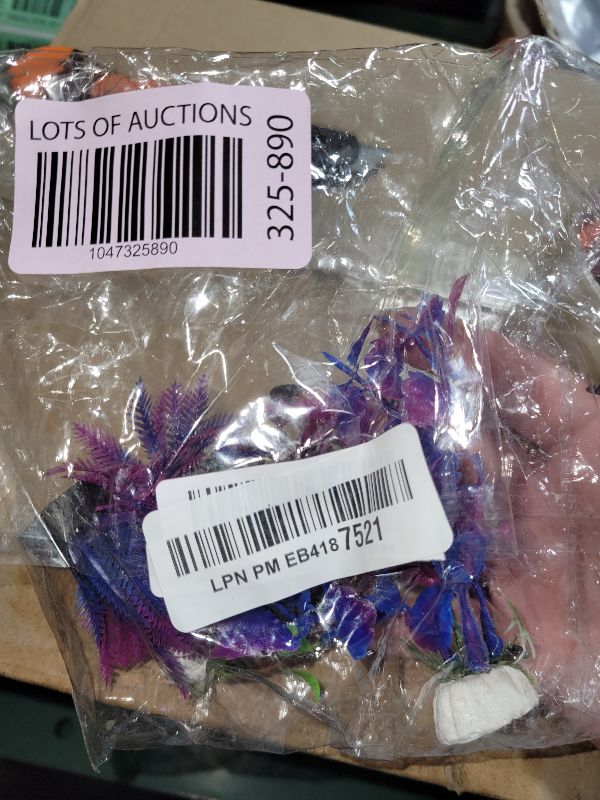 LOTS OF AUCTIONS
325-890
1047325890
LPN PM EB4187521